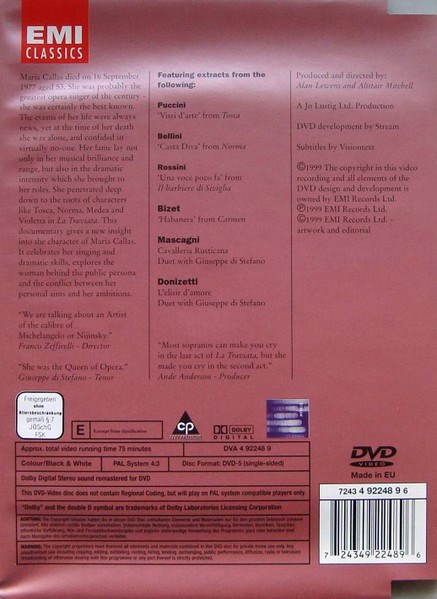 EMI
CLASSICS
Maria Callas died on 16 September
1977 aged 53. She was probably the
greatest opera singer of the century
she was certainly the best known.
The events of her life were always
news, yet at the time of her death
she was alone, and confided in
virtually no-one. Her fame lay not
only in her musical brilliance and
range, but also in the dramatic
intensity which she brought to
her roles. She penetrated deep
down to the roots of characters
like Tosca, Norma, Medea and
Violetta in La Traviata. This
documentary gives a new insight
into the character of Maria Callas.
It celebrates her singing and
dramatic skills, explores the
woman behind the public persona
and the conflict between her
personal aims and her ambitions.
“We are talking about an Artist
of the calibre of
Michelangelo or Nijinsky.”
Franco Zeffirelli - Director
“She was the Queen of Opera.”
Giuseppe di Stefano - Tenor
Featuring extracts from the
following:
Puccini
‘Vissi d’arte’ from Tosca
Bellini
‘Casta Diva’ from Norma
Rossini
‘Una voce poco fa’ from
Il barbiere di Seviglia
Bizet
‘Habanera’ from Carmen
Mascagni
Cavalleria Rusticana
Duet with Giuseppe di Stefano
Donizetti
L’elisir d’amore
Duet with Giuseppe di Stefano
“Most sopranos can make you cry
in the last act of La Traviata, but she
made you cry in the second act.”
Ande Anderson - Producer
Produced and directed by:
Alan Lewens and Alistair Mitchell
A Jo Lustig Ltd. Production
DVD development by Stream
Subtitles by Visiontext
©1999 The copyright in this video
recording and all elements of the
DVD design and development is
owned by EMI Records Ltd.
℗1999 EMI Records Ltd.
©1999 EMI Records Ltd. -
artwork and editorial
Freigegeben
ohne
Altersbeschränkung
gemäß § 7
JÖSchG
FSK
E
Exempt from classification
cp
DOLBY
DIGITAL
Approx. total video running time 75 minutes
DVA 4 92248 9
Colour/Black & White
PAL System 4:3
Disc Format: DVD-5 (single-sided)
Dolby Digital Stereo sound remastered for DVD
This DVD-Video disc does not contain Regional Coding, but will play on PAL system compatible players only.
“Dolby” and the double D symbol are trademarks of Dolby Laboratories Licensing Corporation
ACHTUNG:
WARNING:
DVD
VIDEO
Made in EU
7243 4 92248 9 6
7 24349 22489 6